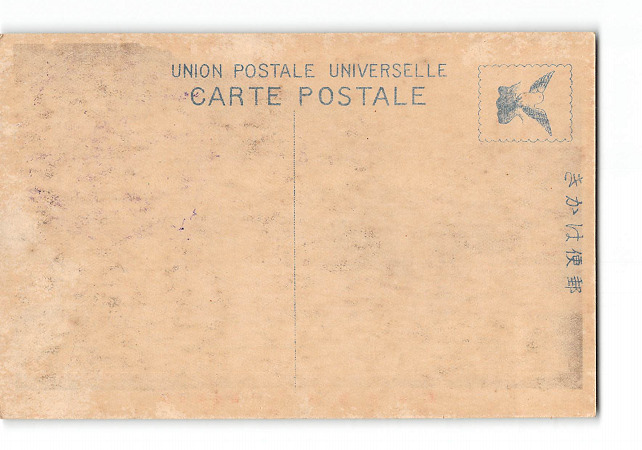 UNION POSTALE UNIVERSELLE
CARTE POSTALE
きかは便郵